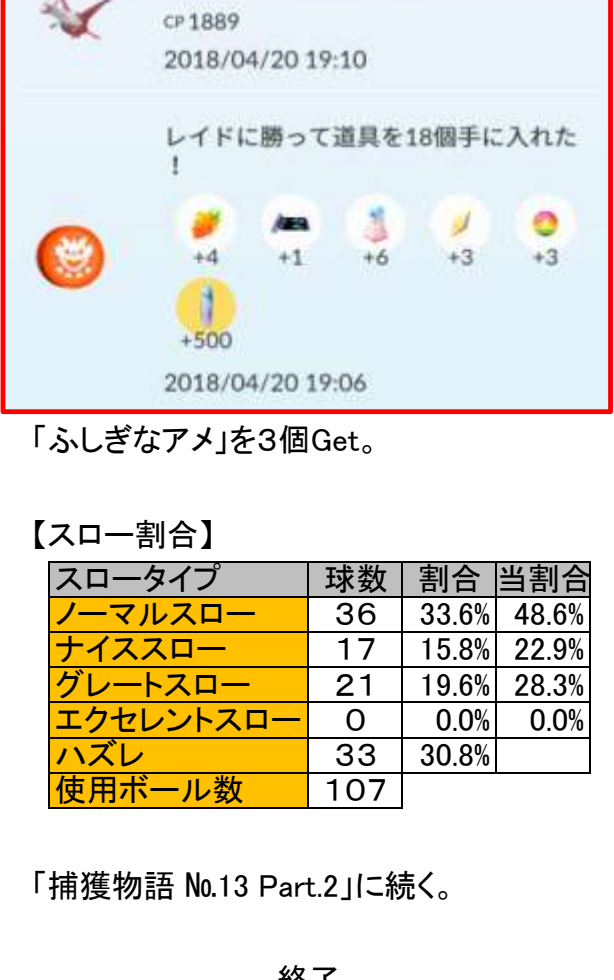 CP 1889
2018/04/20 19:10
レイドに勝って道具を18個手に入れた
!
+4 +1 +6 +3 +3
+500
2018/04/20 19:06
「ふしぎなアメ」を3個Get。
【スロー割合】
スロータイプ 球数 割合 当割合
ノーマルスロー 36 33.6% 48.6%
ナイススロー 17 15.8% 22.9%
グレートスロー 21 19.6% 28.3%
エクセレントスロー 0 0.0% 0.0%
ハズレ 33 30.8%
使用ボール数 107
「捕獲物語 №13 Part.2」に続く。